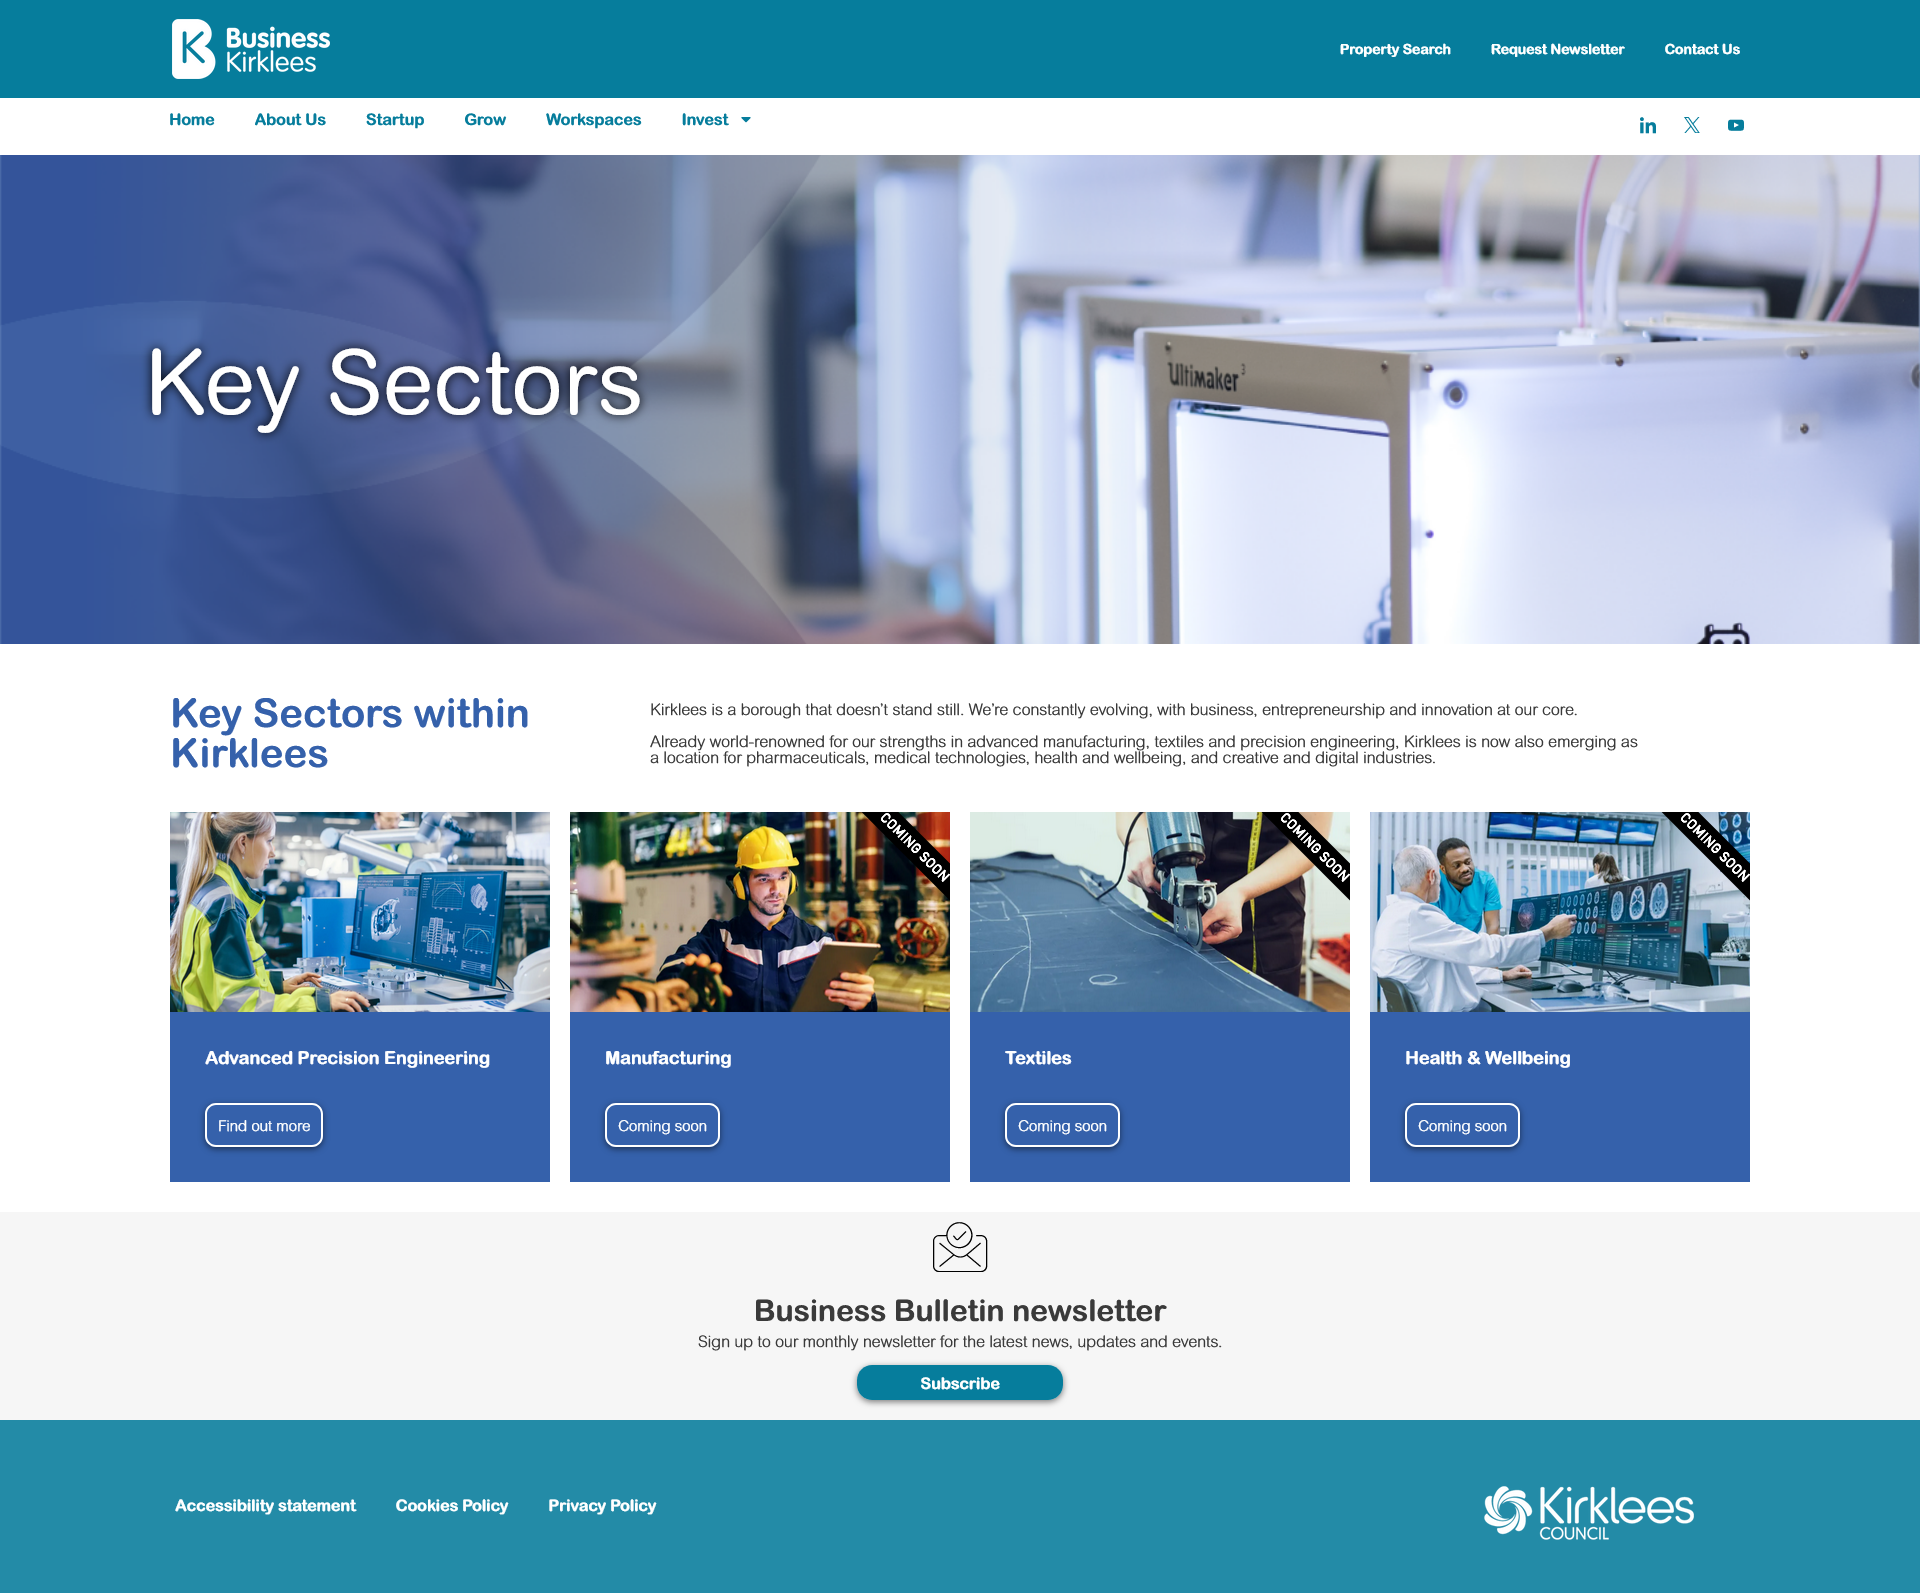 Business
Kirklees
Property Search
Request Newsletter
Contact Us
Home
About Us
Startup
Grow
Workspaces
Invest
Key Sectors
Ultimaker 3
Key Sectors within
Kirklees
Kirklees is a borough that doesn’t stand still. We’re constantly evolving, with business, entrepreneurship and innovation at our core.
Already world-renowned for our strengths in advanced manufacturing, textiles and precision engineering, Kirklees is now also emerging as
a location for pharmaceuticals, medical technologies, health and wellbeing, and creative and digital industries.
COMING SOON
COMING SOON
COMING SOON
Advanced Precision Engineering
Manufacturing
Textiles
Health & Wellbeing
Find out more
Coming soon
Coming soon
Coming soon
Business Bulletin newsletter
Sign up to our monthly newsletter for the latest news, updates and events.
Subscribe
Accessibility statement
Cookies Policy
Privacy Policy
Kirklees
COUNCIL